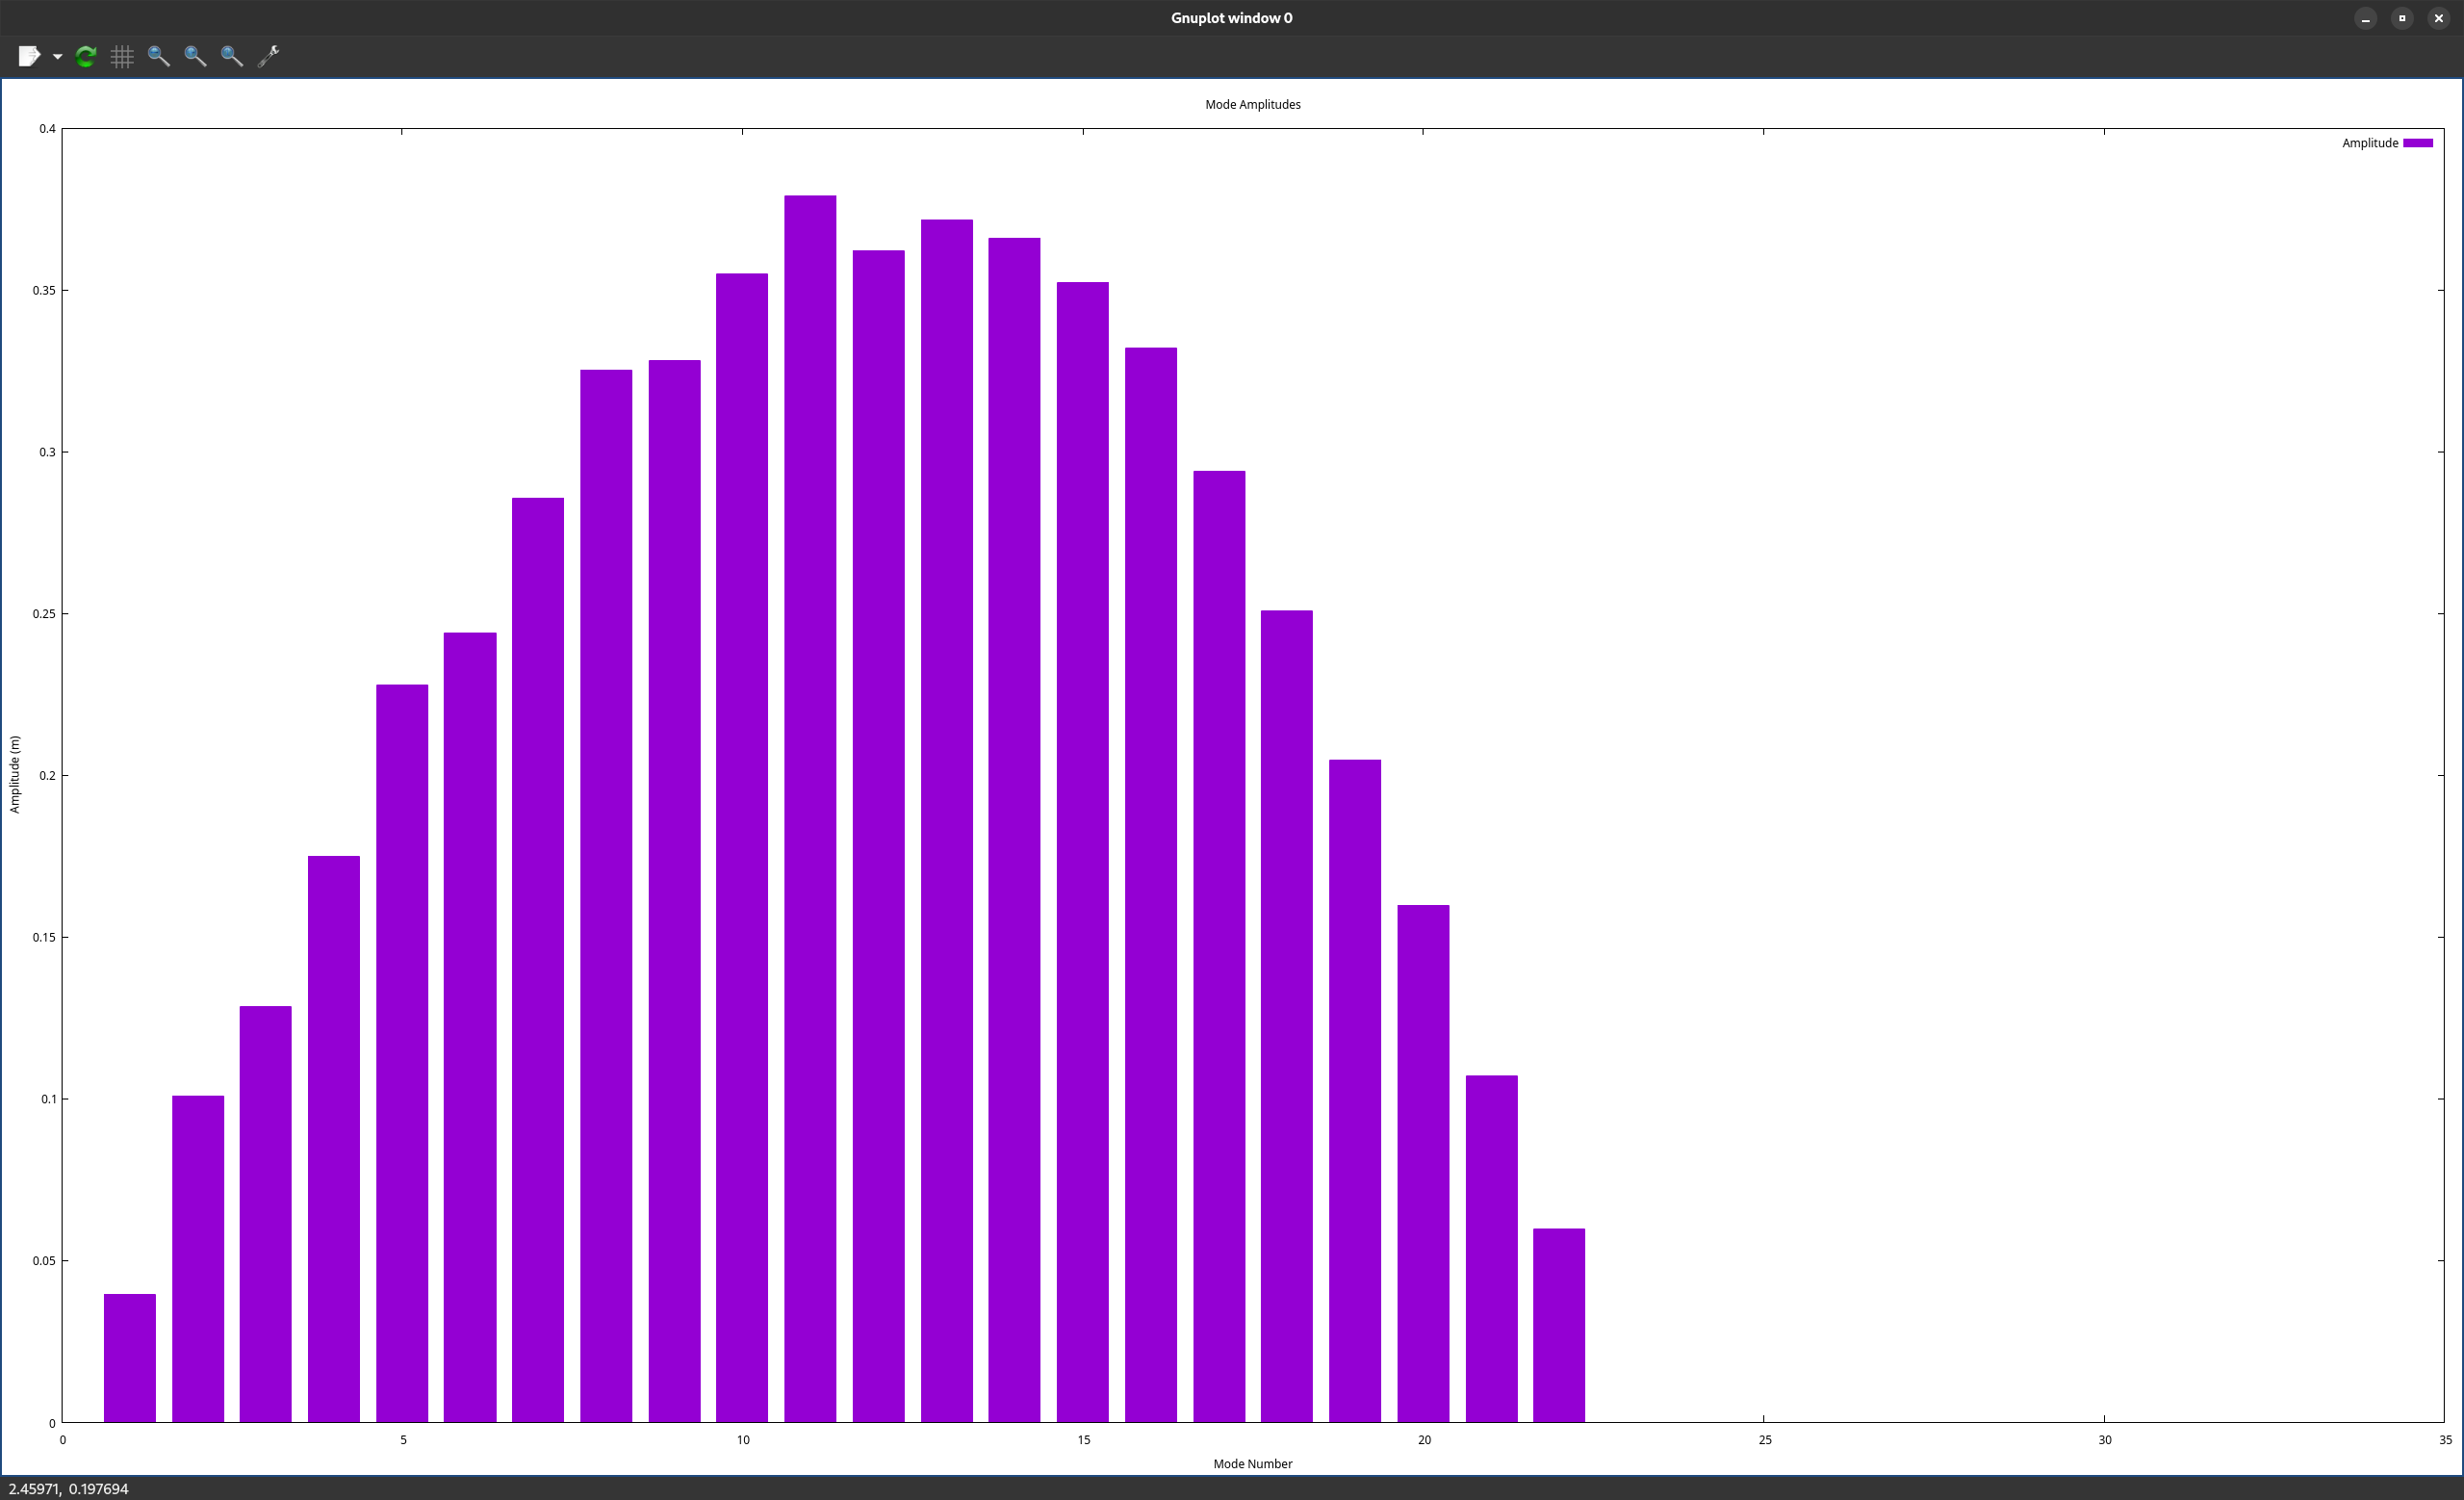 Gnuplot window 0
Mode Amplitudes
Amplitude
0.4
0.35
0.3
0.25
0.2
0.15
0.1
0.05
0
Amplitude (m)
0 5 10 15 20 25 30 35
Mode Number
2.45971, 0.197694